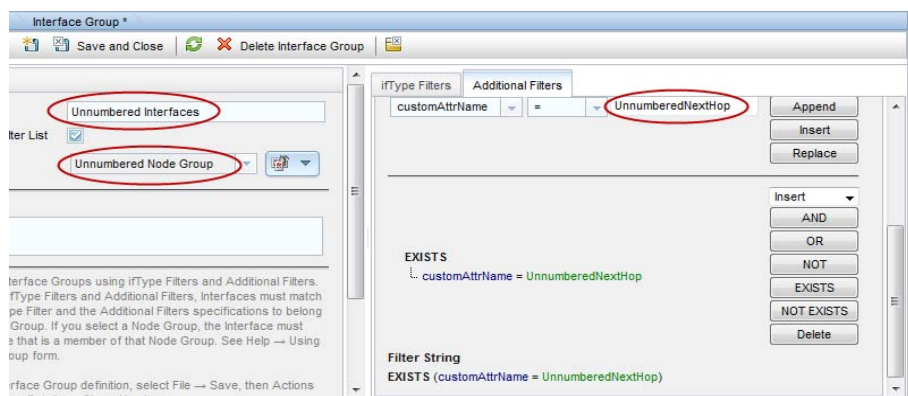 Interface Group *
Save and Close Delete Interface Group
Unnumbered Interfaces
lter List
Unnumbered Node Group
terface Groups using ifType Filters and Additional Filters.
fType Filters and Additional Filters, Interfaces must match
pe Filter and the Additional Filters specifications to belong
Group. If you select a Node Group, the Interface must
e that is a member of that Node Group. See Help → Using
oup form.
rface Group definition, select File → Save, then Actions
ifType Filters Additional Filters
customAttrName = UnnumberedNextHop
Append
Insert
Replace
Insert
AND
OR
NOT
EXISTS
NOT EXISTS
Delete
EXISTS
customAttrName = UnnumberedNextHop
Filter String
EXISTS (customAttrName = UnnumberedNextHop)